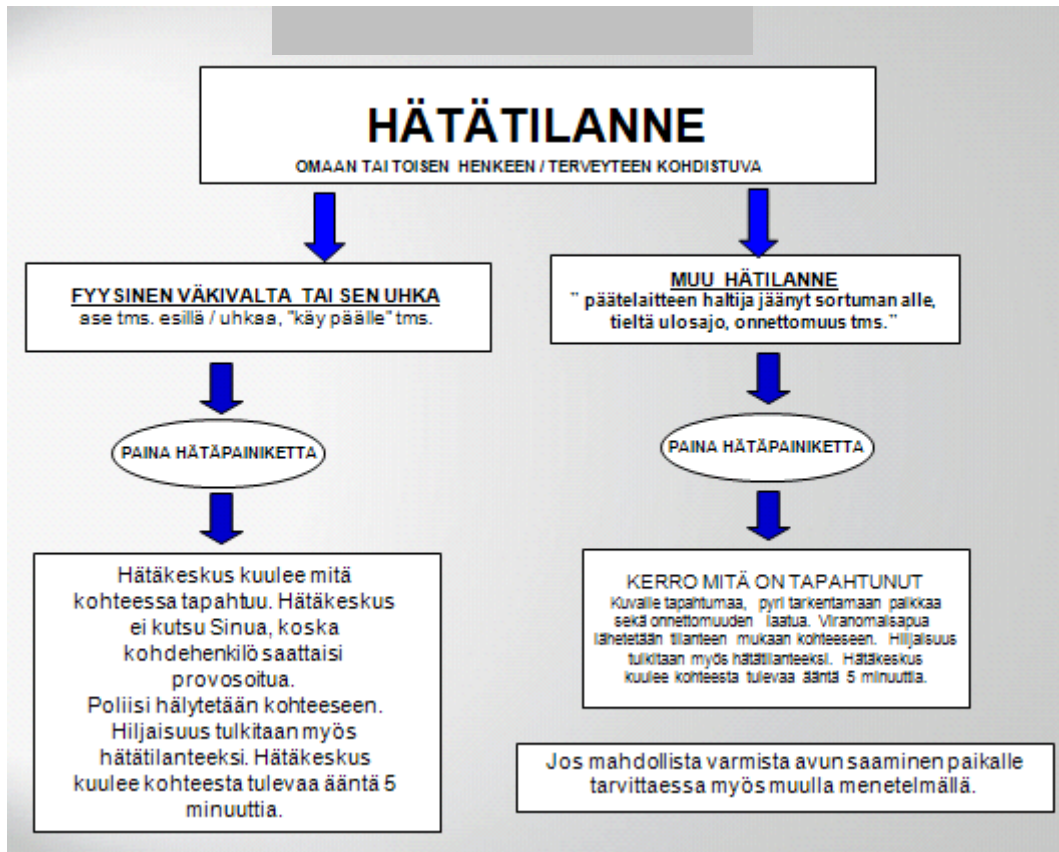 HÄTÄTILANNE
OMAAN TAI TOISEN HENKEEN / TERVEYTEEN KOHDISTUVA
FYYSINEN VÄKIVALTA TAI SEN UHKA
ase tms. esillä / uhkaa, "käy päälle" tms.
PAINA HÄTÄPAINIKETTA
Hätäkeskus kuulee mitä
kohteessa tapahtuu. Hätäkeskus
ei kutsu Sinua, koska
kohdehenkilö saattaisi
provosoitua.
Poliisi hälytetään kohteeseen.
Hiljaisuus tulkitaan myös
hätätilanteeksi. Hätäkeskus
kuulee kohteesta tulevaa ääntä 5
minuuttia.
MUU HÄTILANNE
" päätelaitteen haltija jäänyt sortuman alle,
tieltä ulosajo, onnettomuus tms."
PAINA HÄTÄPAINIKETTA
KERRO MITÄ ON TAPAHTUNUT
Kuvaile tapahtumaa, pyri tarkentamaan paikkaa
sekä onnettomuuden laatua. Viranomaisapua
lähetetään tilanteen mukaan kohteeseen. Hiljaisuus
tulkitaan myös hätätilanteeksi. Hätäkeskus
kuulee kohteesta tulevaa ääntä 5 minuuttia.
Jos mahdollista varmista avun saaminen paikalle
tarvittaessa myös muulla menetelmällä.